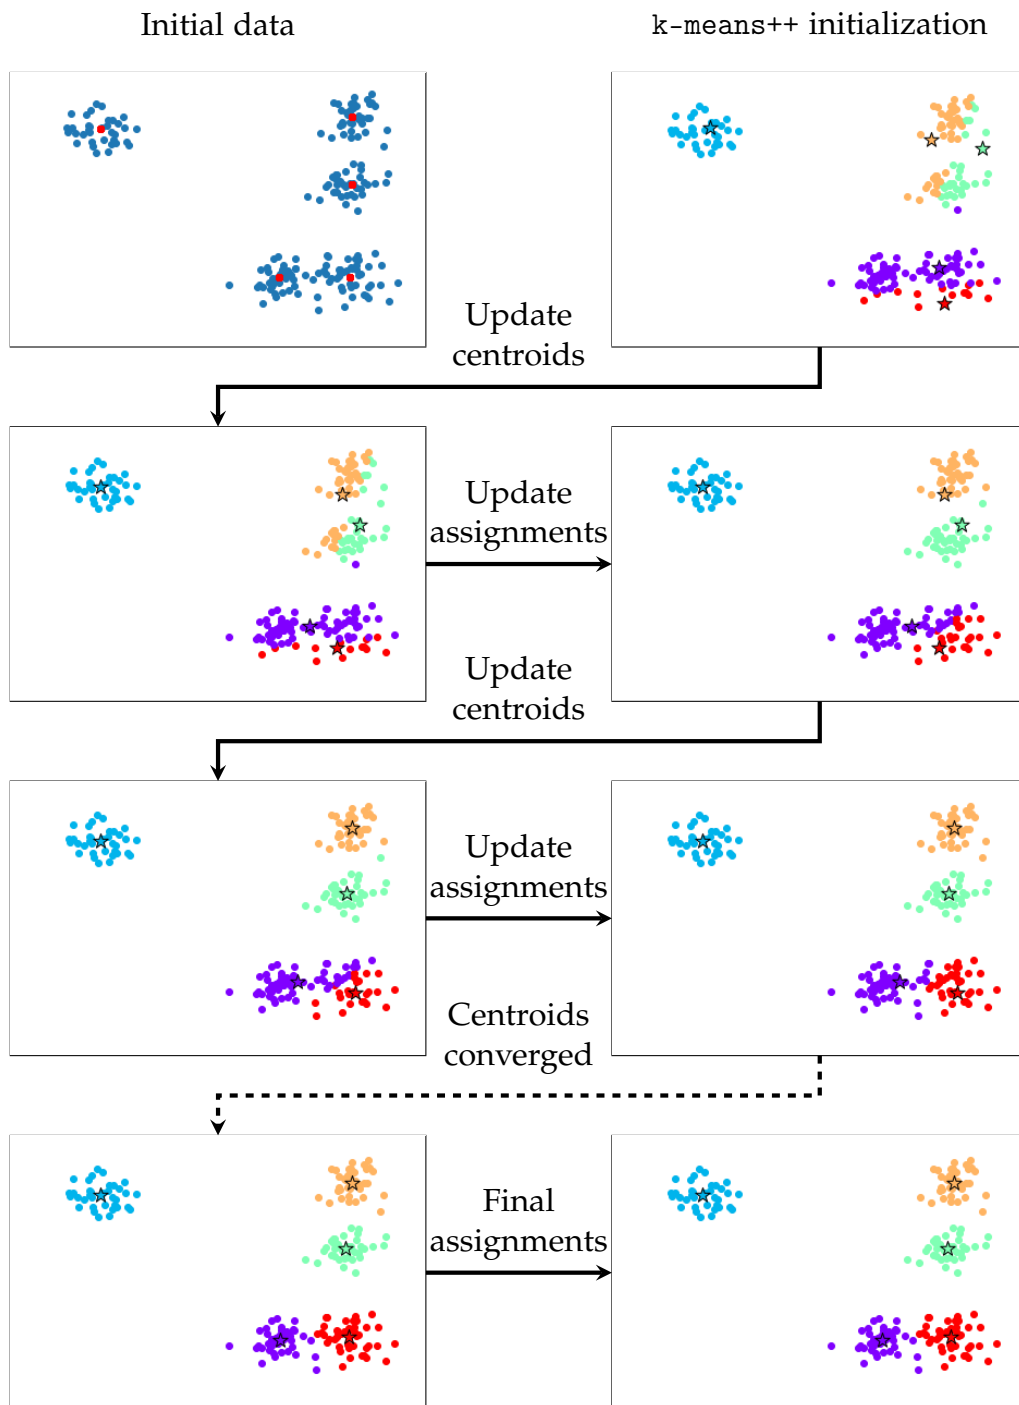 Initial data
k-means++ initialization
Update
centroids
Update
assignments
Update
centroids
Update
assignments
Centroids
converged
Final
assignments